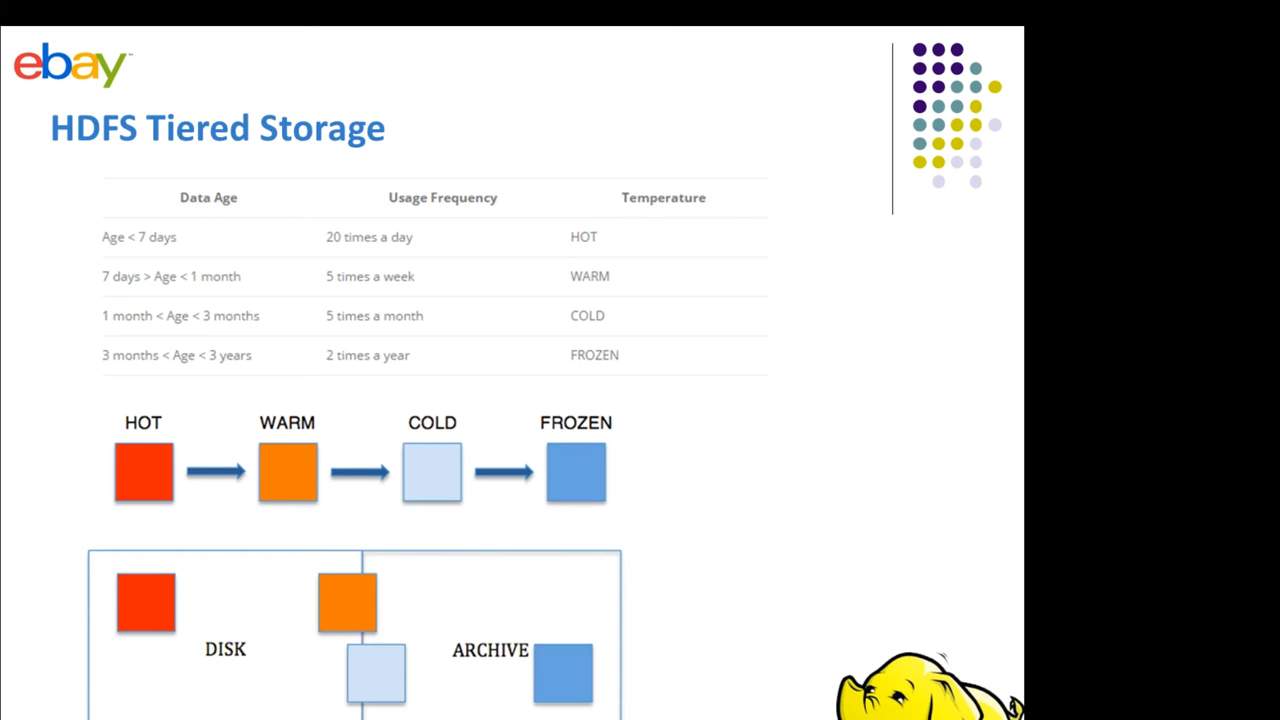 ebay™
HDFS Tiered Storage
Data Age Usage Frequency Temperature
Age < 7 days 20 times a day HOT
7 days > Age < 1 month 5 times a week WARM
1 month < Age < 3 months 5 times a month COLD
3 months < Age < 3 years 2 times a year FROZEN
HOT WARM COLD FROZEN
DISK ARCHIVE